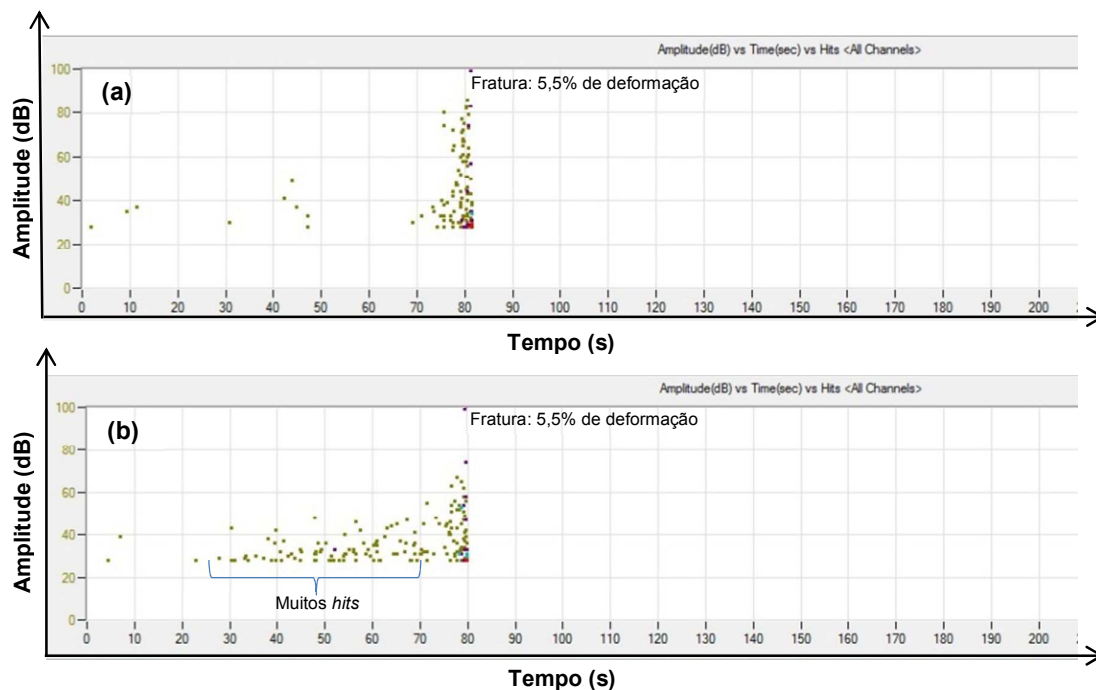 Amplitude(dB) vs Time(sec) vs Hits <All Channels>
Amplitude (dB)
(a)
Fratura: 5,5% de deformação
100
80
60
40
20
0
0 10 20 30 40 50 60 70 80 90 100 110 120 130 140 150 160 170 180 190 200
Tempo (s)
Amplitude(dB) vs Time(sec) vs Hits <All Channels>
Amplitude (dB)
(b)
Fratura: 5,5% de deformação
100
80
60
40
20
0
Muitos hits
0 10 20 30 40 50 60 70 80 90 100 110 120 130 140 150 160 170 180 190 200
Tempo (s)